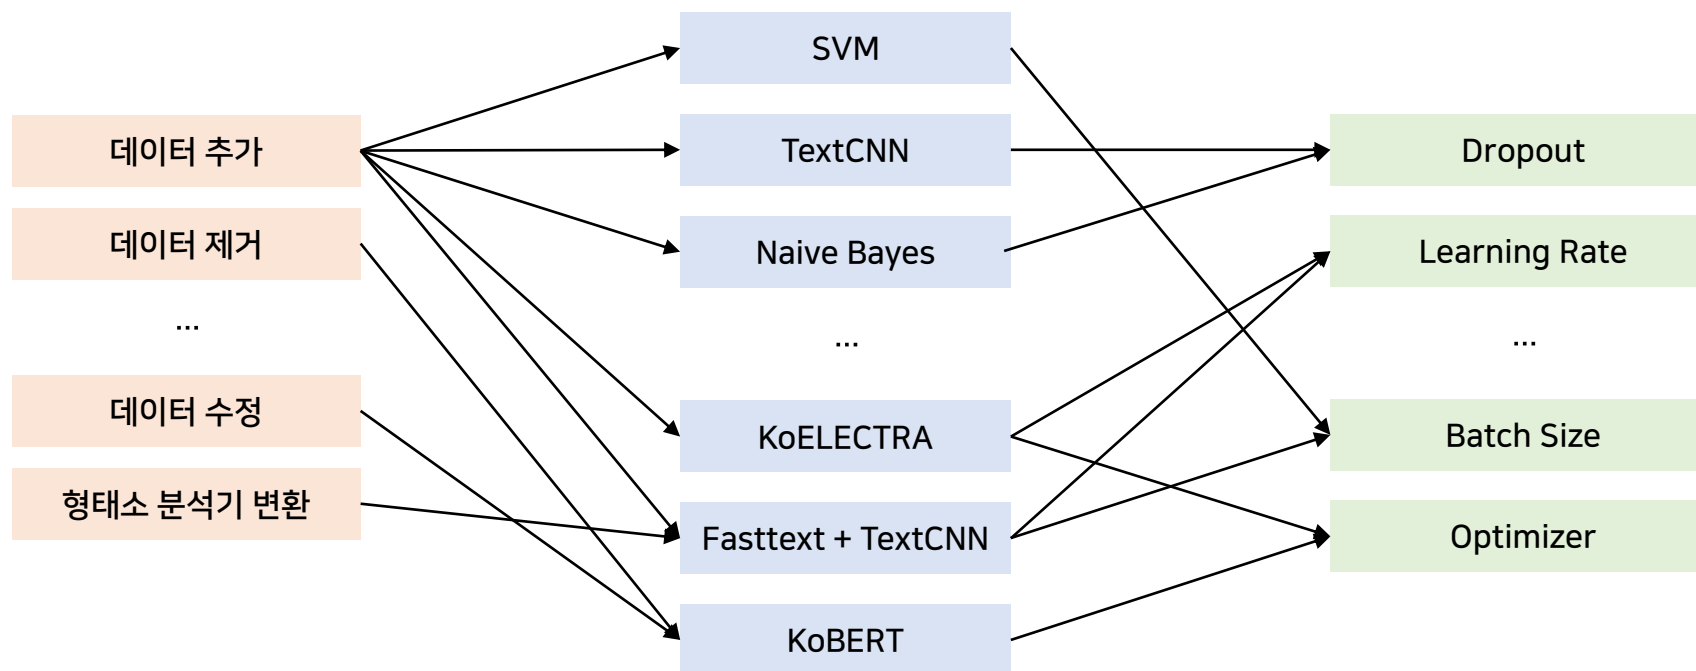 데이터 추가
데이터 제거
...
데이터 수정
형태소 분석기 변환
SVM
TextCNN
Naive Bayes
...
KoELECTRA
Fasttext + TextCNN
KoBERT
Dropout
Learning Rate
...
Batch Size
Optimizer